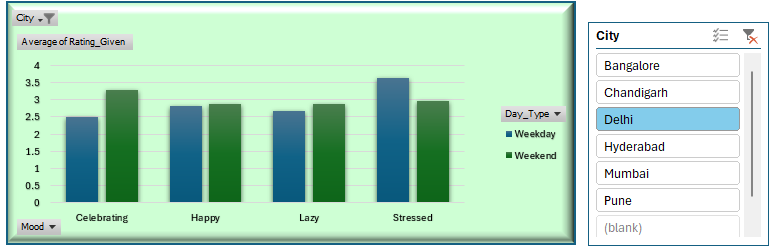 City
Average of Rating_Given
4
3.5
3
2.5
2
1.5
1
0.5
0
Celebrating Happy Lazy Stressed
Mood
Day_Type
Weekday
Weekend
City
Bangalore
Chandigarh
Delhi
Hyderabad
Mumbai
Pune
(blank)